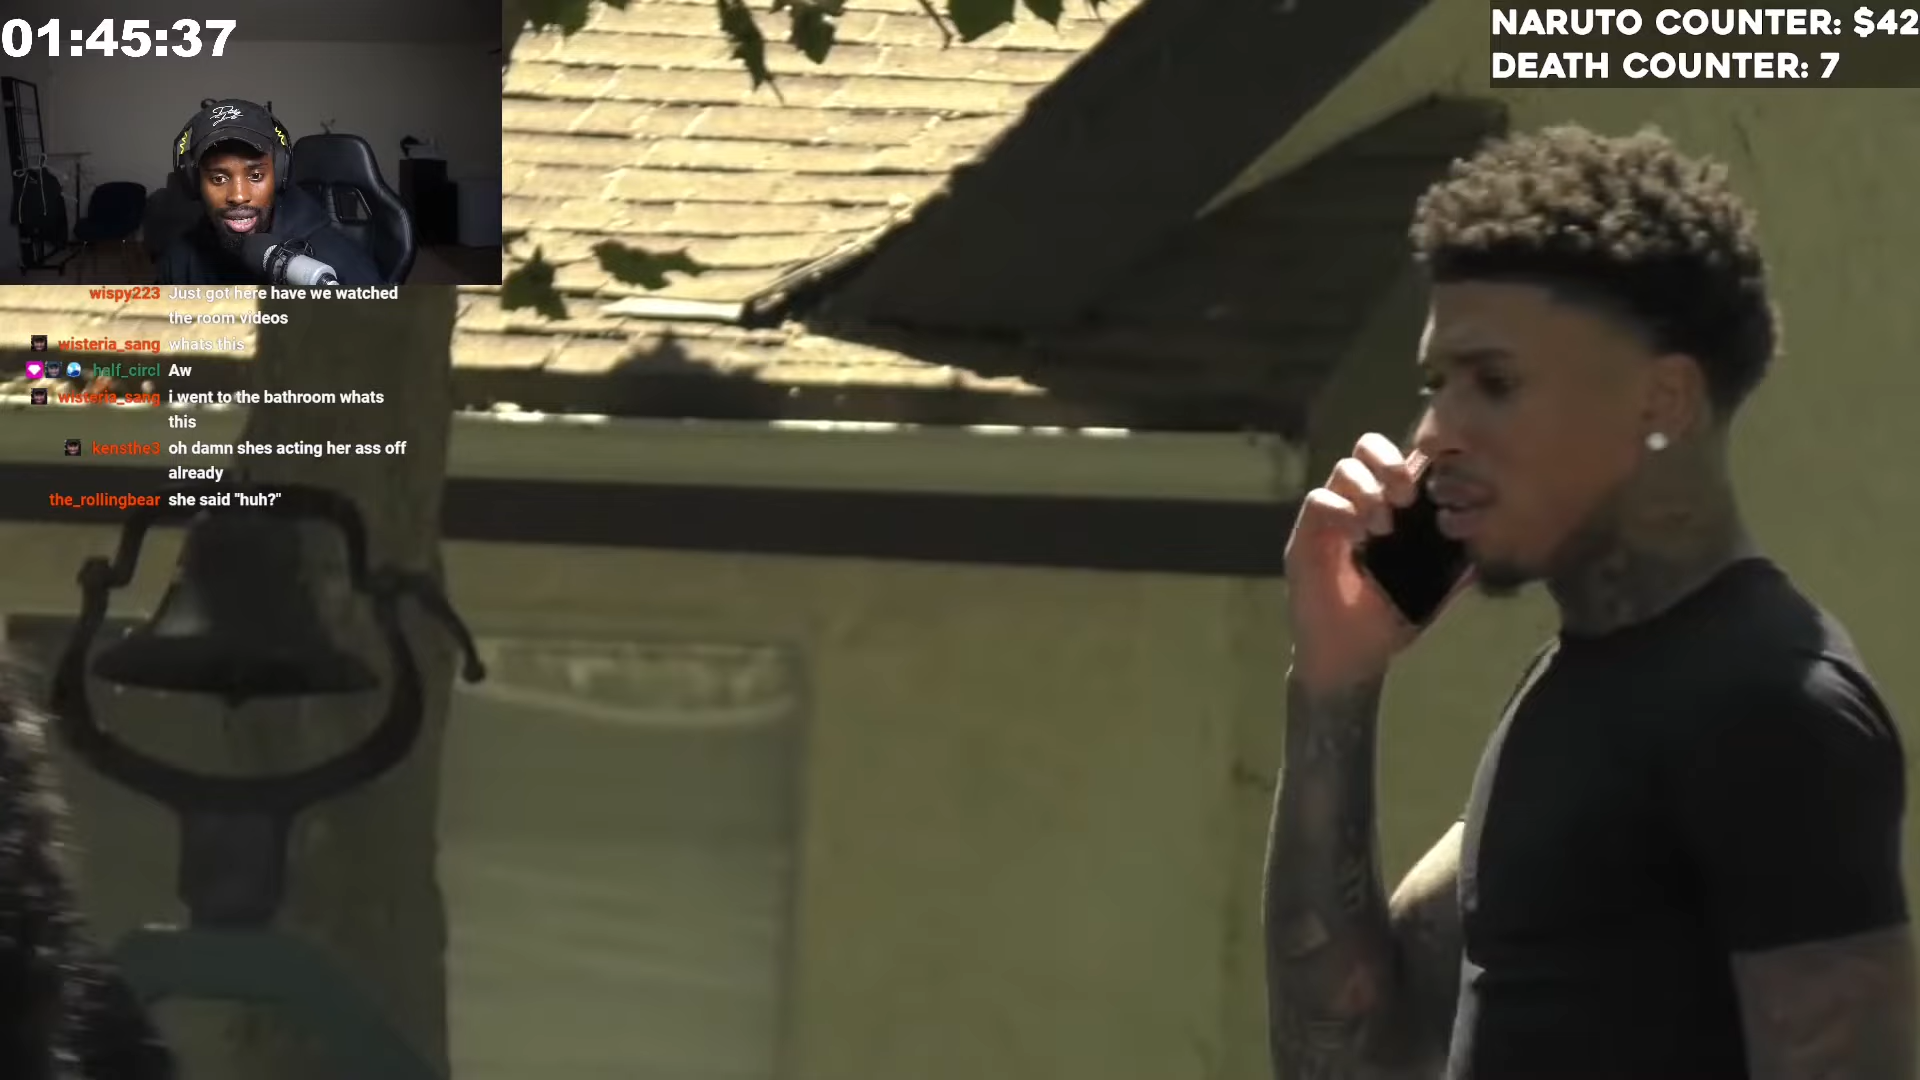 01:45:37
NARUTO COUNTER: $42
DEATH COUNTER: 7
wispy223 Just got here have we watched
the room videos
wisteria_sang whats this
half_circl Aw
wisteria_sang i went to the bathroom whats
this
kensthe3 oh damn shes acting her ass off
already
the_rollingbear she said "huh?"